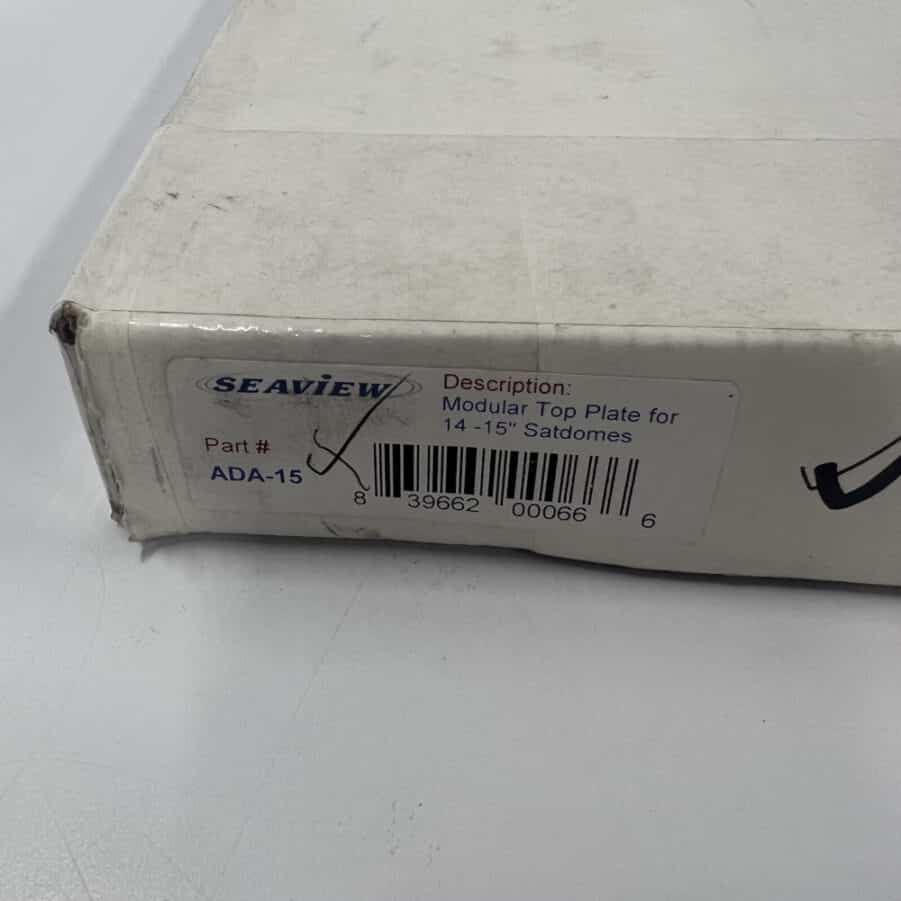 SEAVIEW
Description:
Modular Top Plate for
14 -15" Satdomes
Part #
ADA-15
8 39662 00066 6